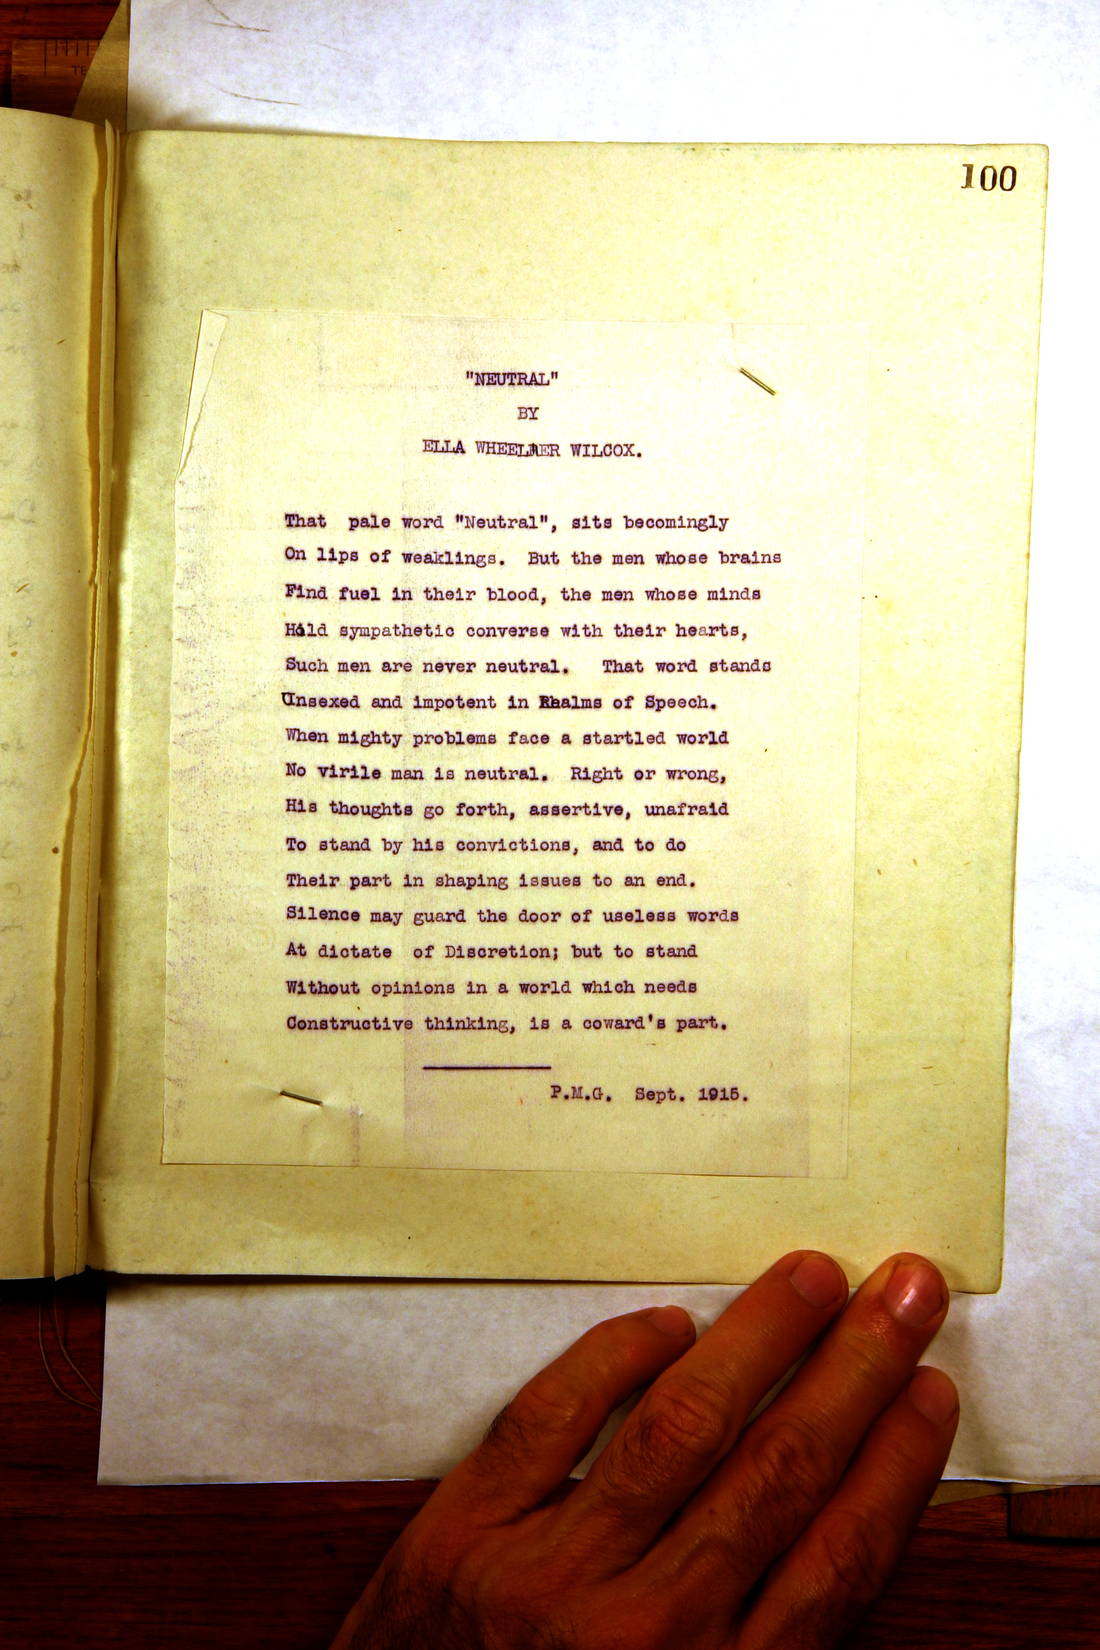 100
"NEUTRAL"
BY
ELLA WHEELER WILCOX.
That pale word "Neutral", sits becomingly
On lips of weaklings. But the men whose brains
Find fuel in their blood, the men whose minds
Hold sympathetic converse with their hearts,
Such men are never neutral. That word stands
Unsexed and impotent in Realms of Speech.
When mighty problems face a startled world
No virile man is neutral. Right or wrong,
His thoughts go forth, assertive, unafraid
To stand by his convictions, and to do
Their part in shaping issues to an end.
Silence may guard the door of useless words
At dictate of Discretion; but to stand
Without opinions in a world which needs
Constructive thinking, is a coward's part.
P.M.G. Sept. 1915.